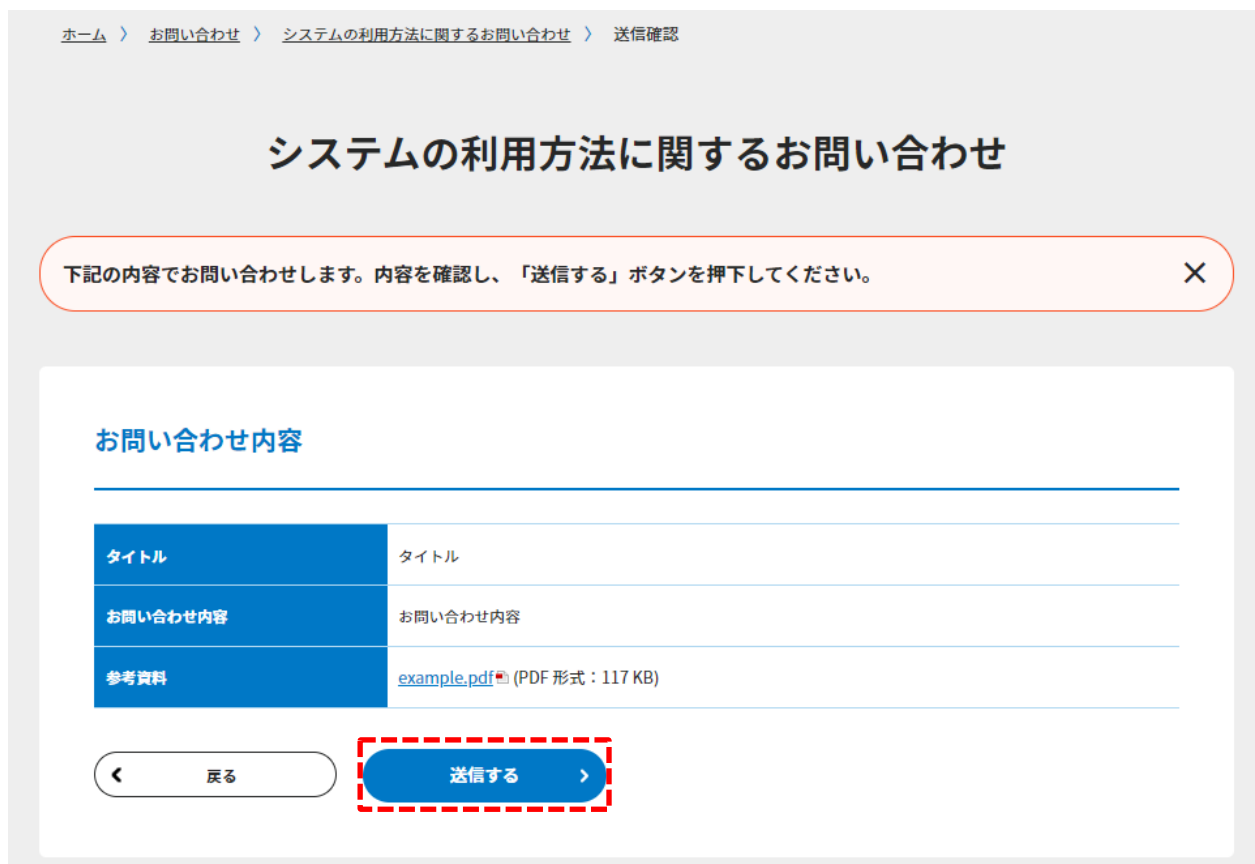 ホーム 〉 お問い合わせ 〉 システムの利用方法に関するお問い合わせ 〉 送信確認
システムの利用方法に関するお問い合わせ
下記の内容でお問い合わせします。内容を確認し、「送信する」ボタンを押下してください。
お問い合わせ内容
タイトル タイトル
お問い合わせ内容 お問い合わせ内容
参考資料 example.pdf (PDF 形式：117 KB)
戻る 送信する